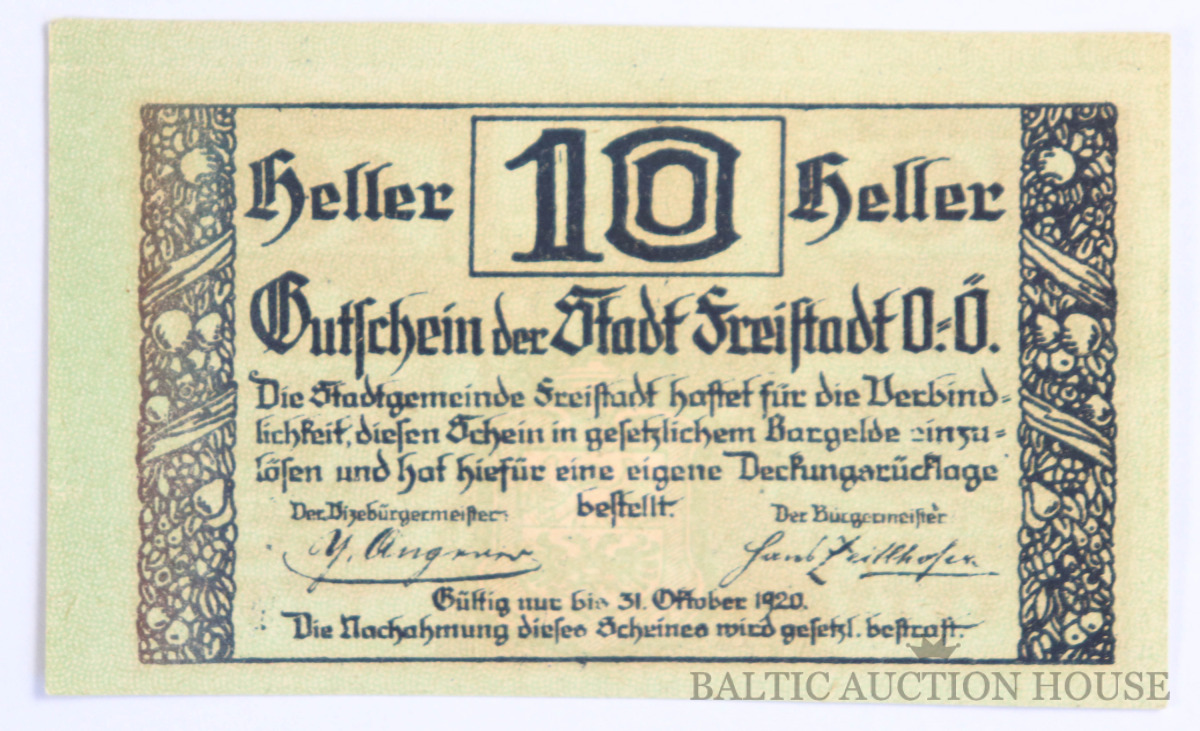 Heller 10 Heller
Gutschein der Stadt Freistadt O.=Ö.
Die Stadtgemeinde Freistadt haftet für die Verbind=
lichkeit, diesen Schein in gesetzlichem Bargelde einzu=
lösen und hat hiefür eine eigene Deckungsrücklage
bestellt.
Der Vizebürgermeister: Der Bürgermeister
Hans
Gültig nur bis 31. Oktober 1920.
Die Nachahmung dieses Scheines wird gesetzl. bestraft.
BALTIC AUCTION HOUSE